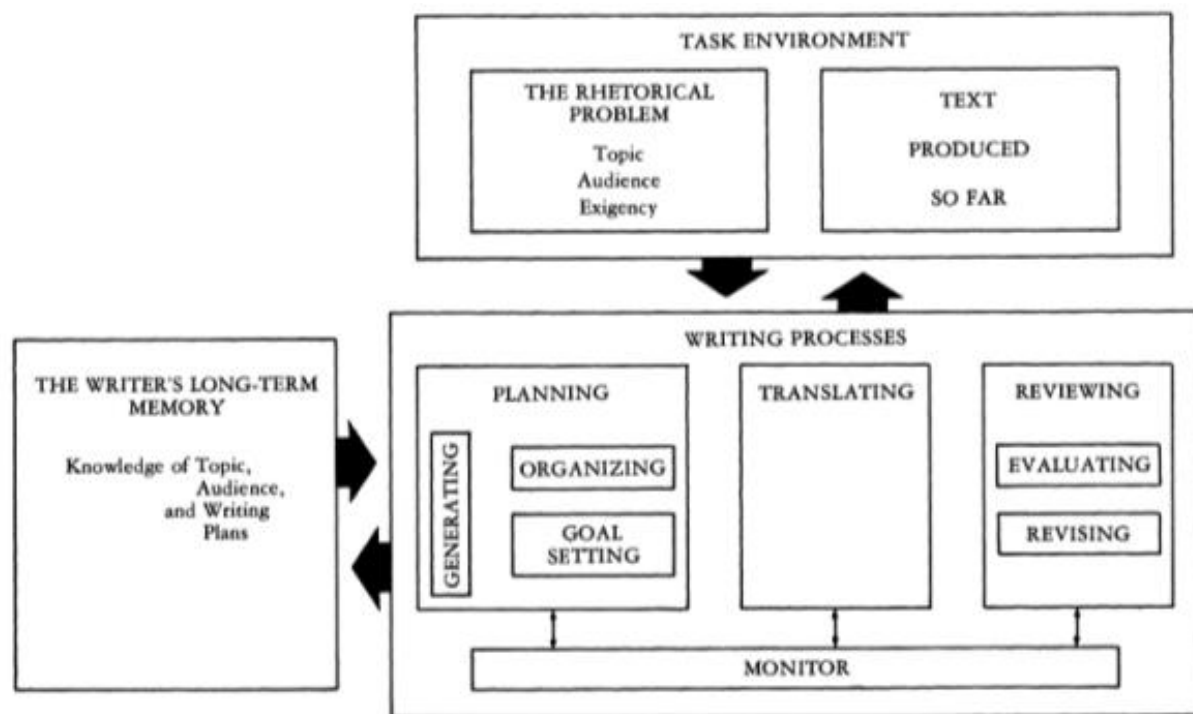 TASK ENVIRONMENT
THE RHETORICAL
PROBLEM
Topic
Audience
Exigency
TEXT
PRODUCED
SO FAR
THE WRITER'S LONG-TERM
MEMORY
Knowledge of Topic,
Audience,
and Writing
Plans
WRITING PROCESSES
PLANNING
GENERATING
ORGANIZING
GOAL
SETTING
TRANSLATING
REVIEWING
EVALUATING
REVISING
MONITOR